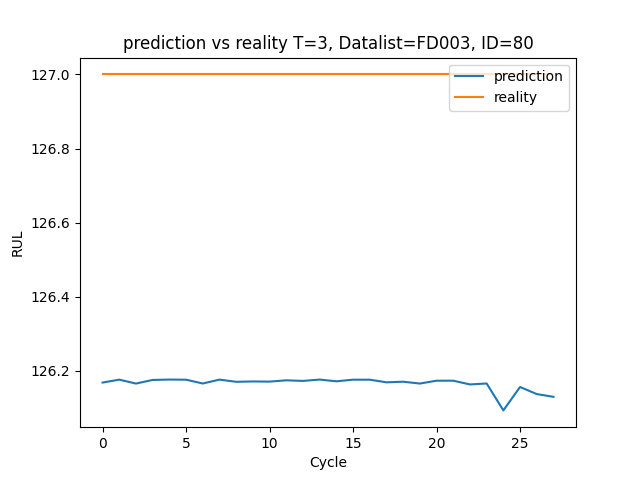 prediction vs reality T=3, Datalist=FD003, ID=80
127.0
126.8
126.6
126.4
126.2
RUL
prediction
reality
0 5 10 15 20 25
Cycle